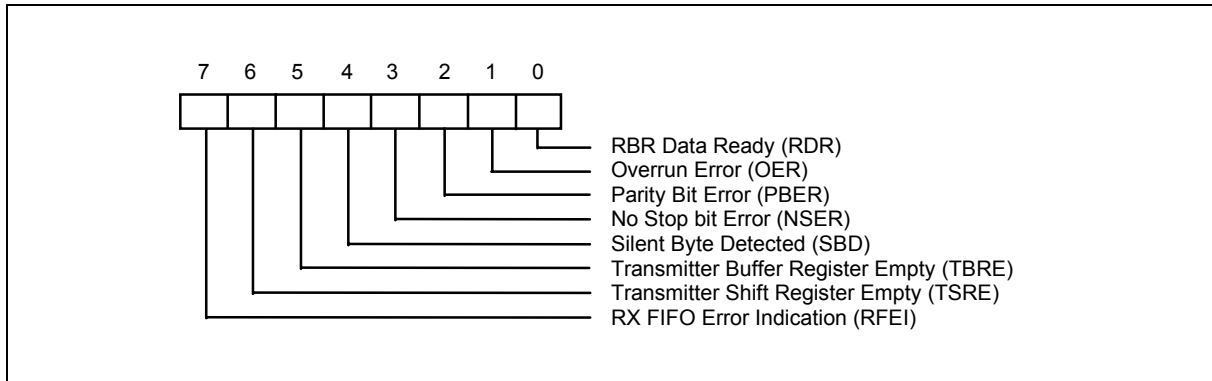 7 6 5 4 3 2 1 0
RBR Data Ready (RDR)
Overrun Error (OER)
Parity Bit Error (PBER)
No Stop bit Error (NSER)
Silent Byte Detected (SBD)
Transmitter Buffer Register Empty (TBRE)
Transmitter Shift Register Empty (TSRE)
RX FIFO Error Indication (RFEI)